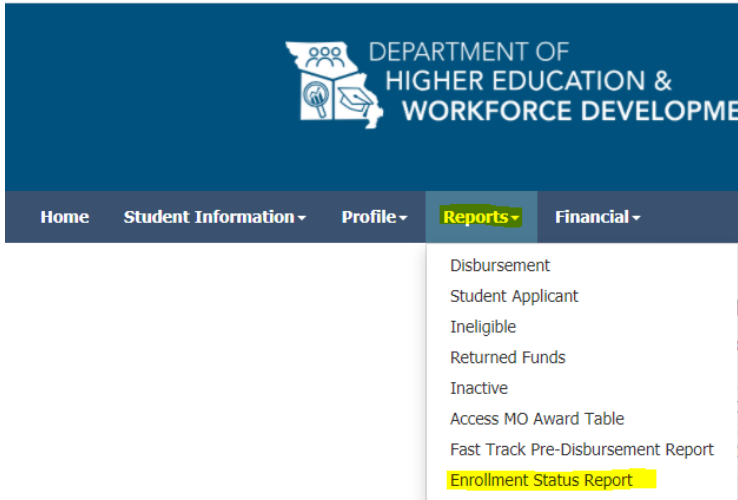 DEPARTMENT OF
HIGHER EDUCATION &
WORKFORCE DEVELOPME
Home Student Information Profile Reports Financial
Disbursement
Student Applicant
Ineligible
Returned Funds
Inactive
Access MO Award Table
Fast Track Pre-Disbursement Report
Enrollment Status Report